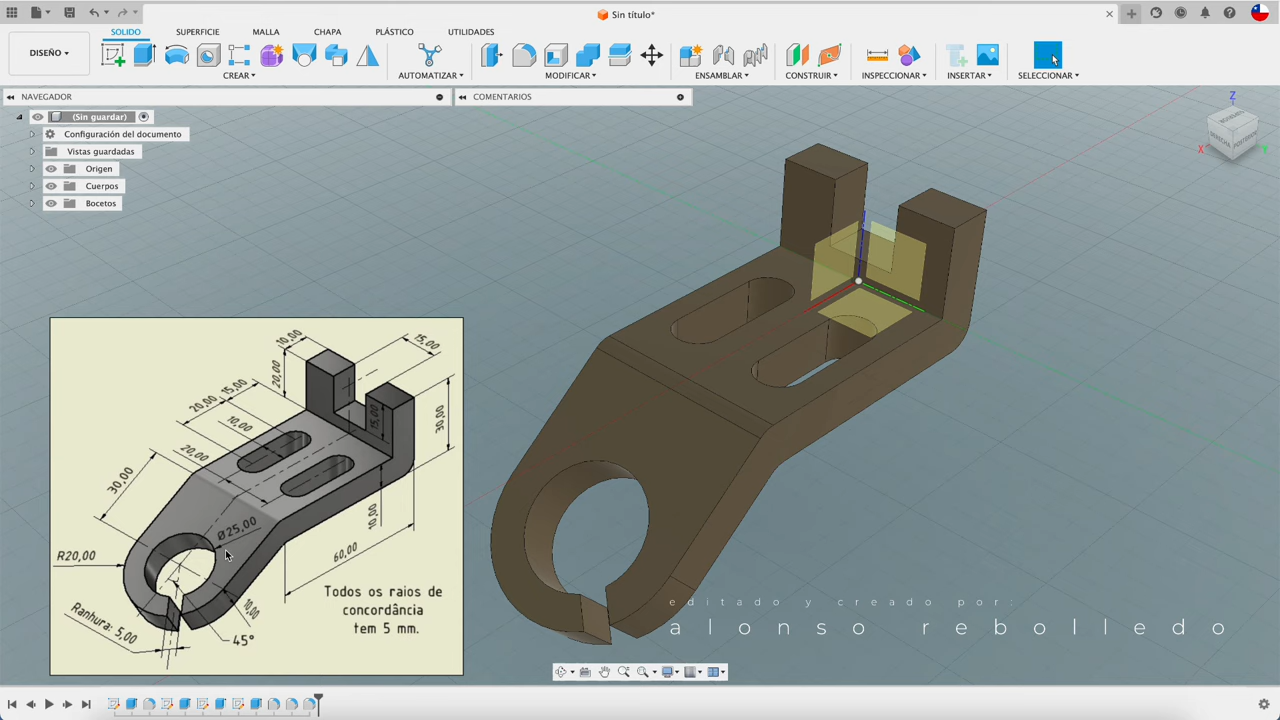 Sin título*
SÓLIDO SUPERFICIE MALLA CHAPA PLÁSTICO UTILIDADES
DISEÑO
CREAR AUTOMATIZAR MODIFICAR ENSAMBLAR CONSTRUIR INSPECCIONAR INSERTAR SELECCIONAR
NAVEGADOR
COMENTARIOS
(Sin guardar)
Configuración del documento
Vistas guardadas
Origen
Cuerpos
Bocetos
Z
X
Y
10,00
15,00
20,00
15,00
20,00
10,00
15,00
30,00
20,00
30,00
Ø25,00
10,00
60,00
R20,00
10,00
45°
Ranhura: 5,00
Todos os raios de
concordância
tem 5 mm.
editado y creado por:
alonso rebolledo